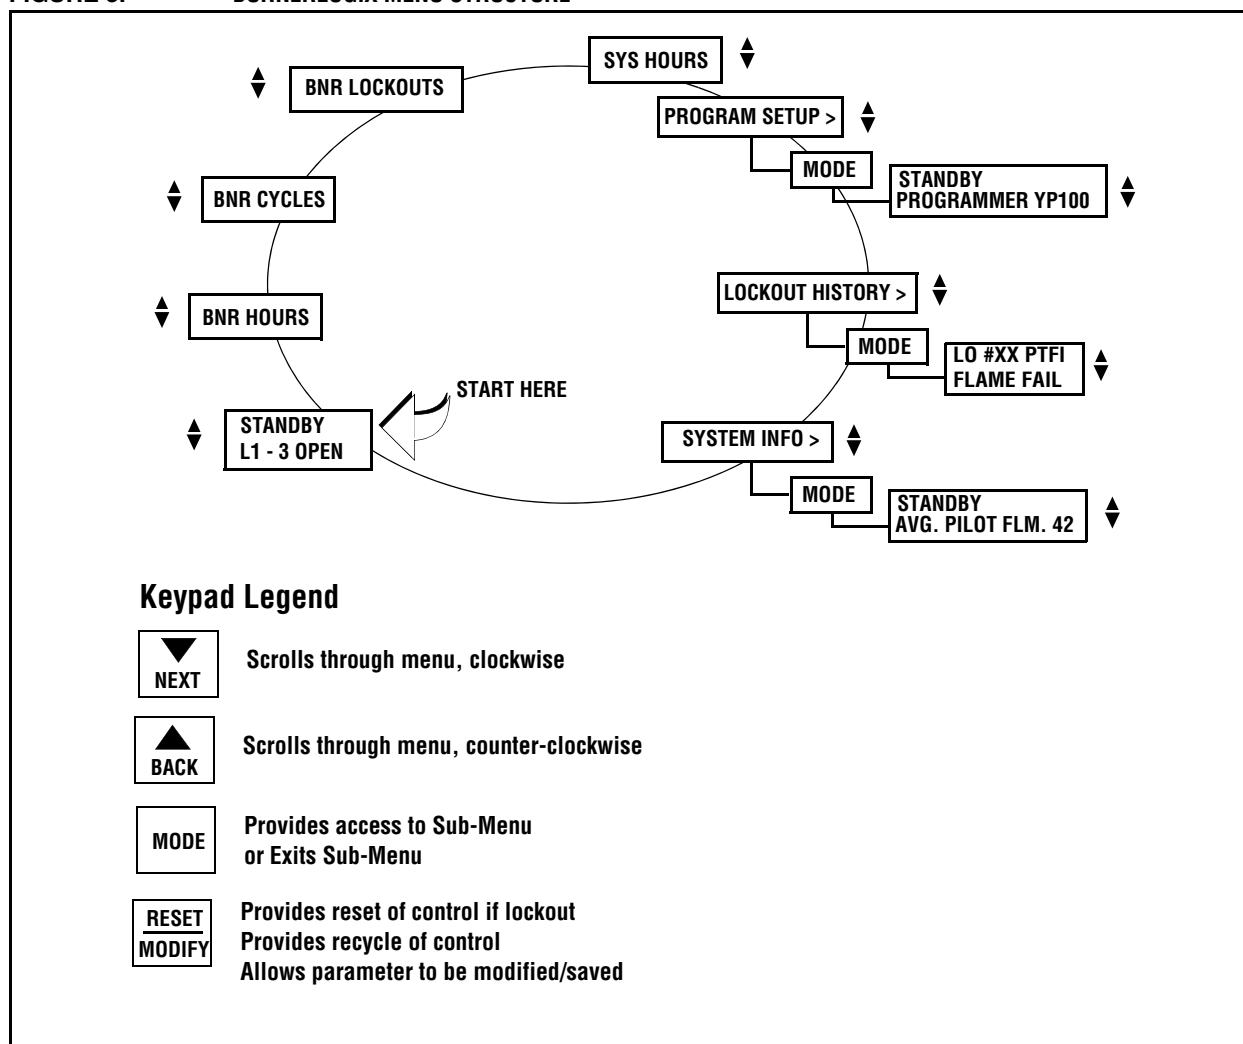 SYS HOURS
BNR LOCKOUTS
PROGRAM SETUP >
MODE
STANDBY
PROGRAMMER YP100
BNR CYCLES
LOCKOUT HISTORY >
BNR HOURS
MODE
LO #XX PTFI
FLAME FAIL
START HERE
STANDBY
L1 - 3 OPEN
SYSTEM INFO >
MODE
STANDBY
AVG. PILOT FLM. 42
Keypad Legend
NEXT
Scrolls through menu, clockwise
BACK
Scrolls through menu, counter-clockwise
MODE
Provides access to Sub-Menu
or Exits Sub-Menu
RESET
MODIFY
Provides reset of control if lockout
Provides recycle of control
Allows parameter to be modified/saved